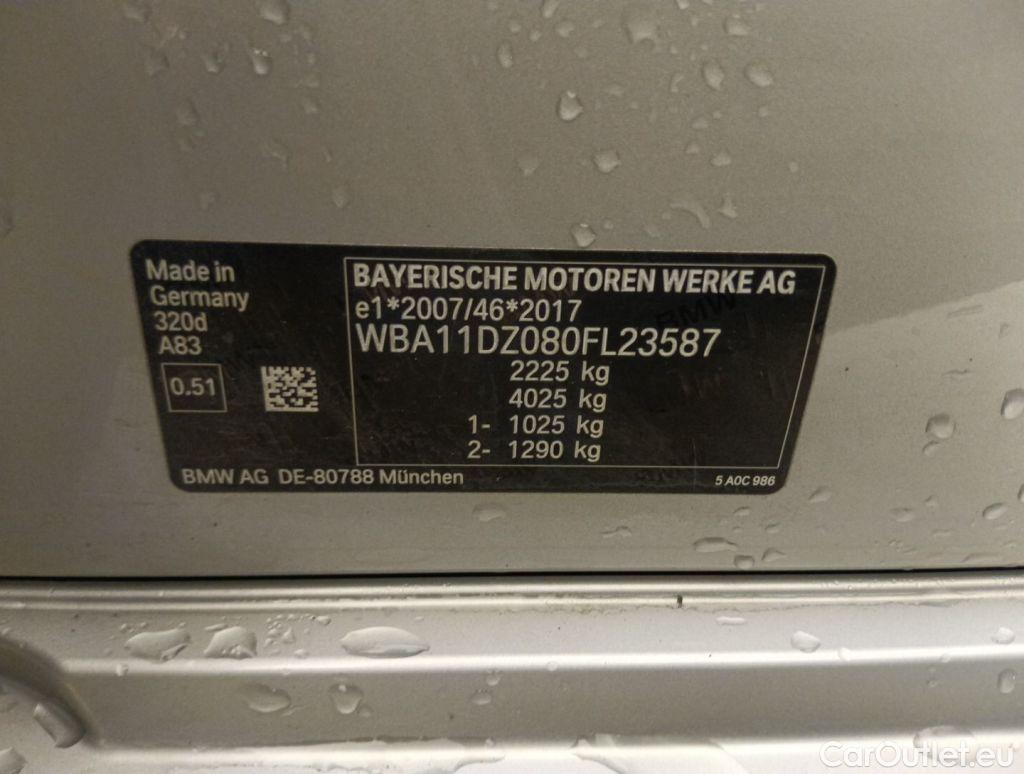 Made in
Germany
320d
A83
0.51
BAYERISCHE MOTOREN WERKE AG
e1*2007/46*2017
WBA11DZ080FL23587
2225 kg
4025 kg
1- 1025 kg
2- 1290 kg
BMW AG DE-80788 München
5 A0C 986
CarOutlet.eu